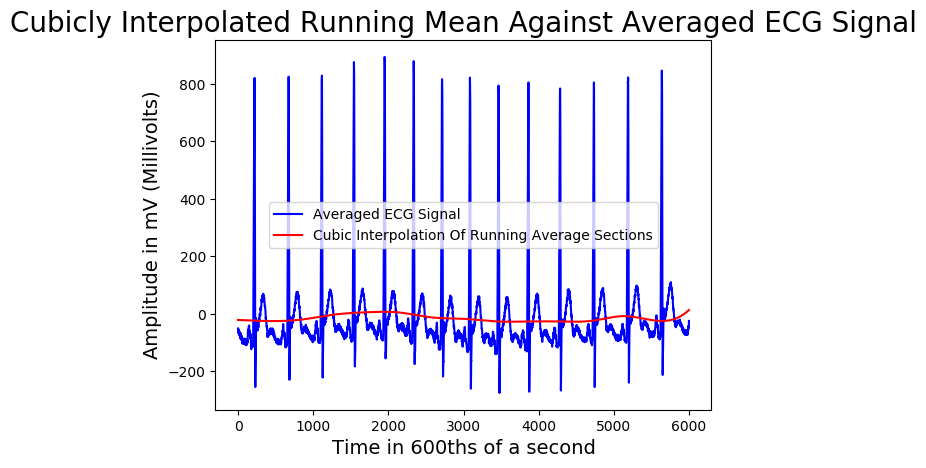 Cubicly Interpolated Running Mean Against Averaged ECG Signal
Amplitude in mV (Millivolts)
800
600
400
200
0
−200
Averaged ECG Signal
Cubic Interpolation Of Running Average Sections
0 1000 2000 3000 4000 5000 6000
Time in 600ths of a second